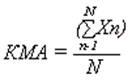 KMA = (∑Xn) / N
N
n-1